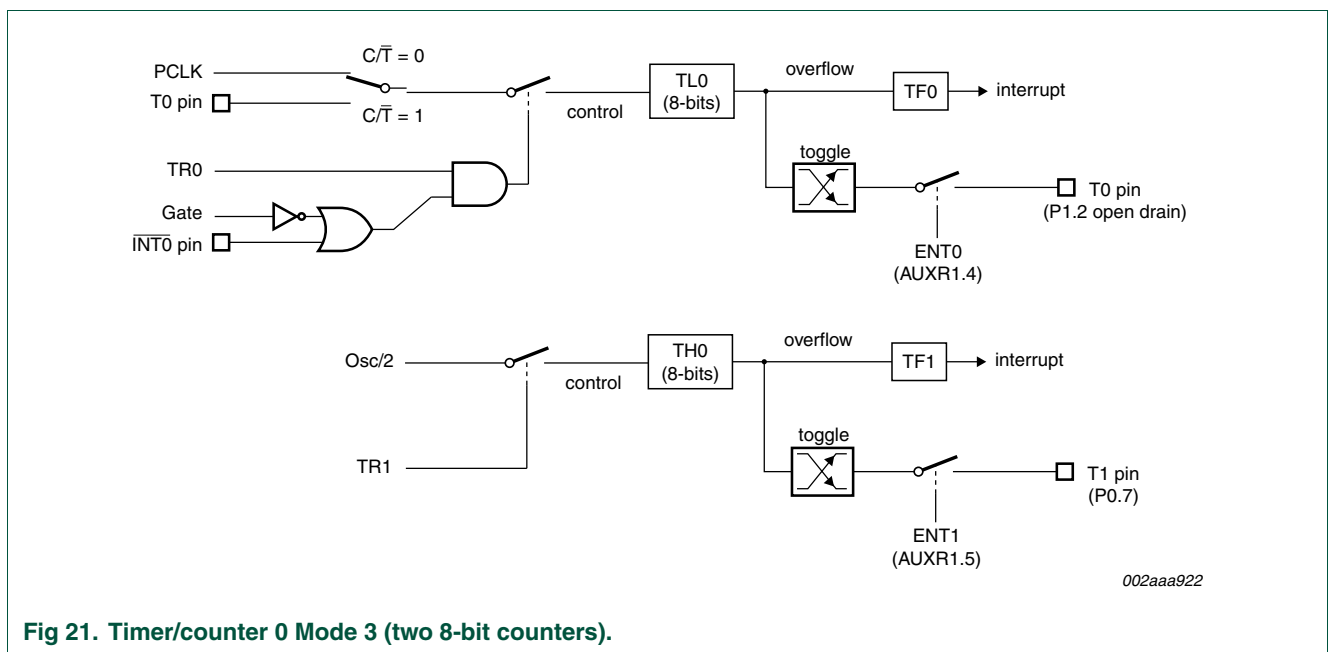 C/T̅ = 0
PCLK
T0 pin
C/T̅ = 1
control
TL0
(8-bits)
overflow
TF0
interrupt
toggle
T0 pin
(P1.2 open drain)
ENT0
(AUXR1.4)
TR0
Gate
I̅N̅T̅0̅ pin
Osc/2
control
TH0
(8-bits)
overflow
TF1
interrupt
toggle
T1 pin
(P0.7)
ENT1
(AUXR1.5)
TR1
002aaa922
Fig 21. Timer/counter 0 Mode 3 (two 8-bit counters).